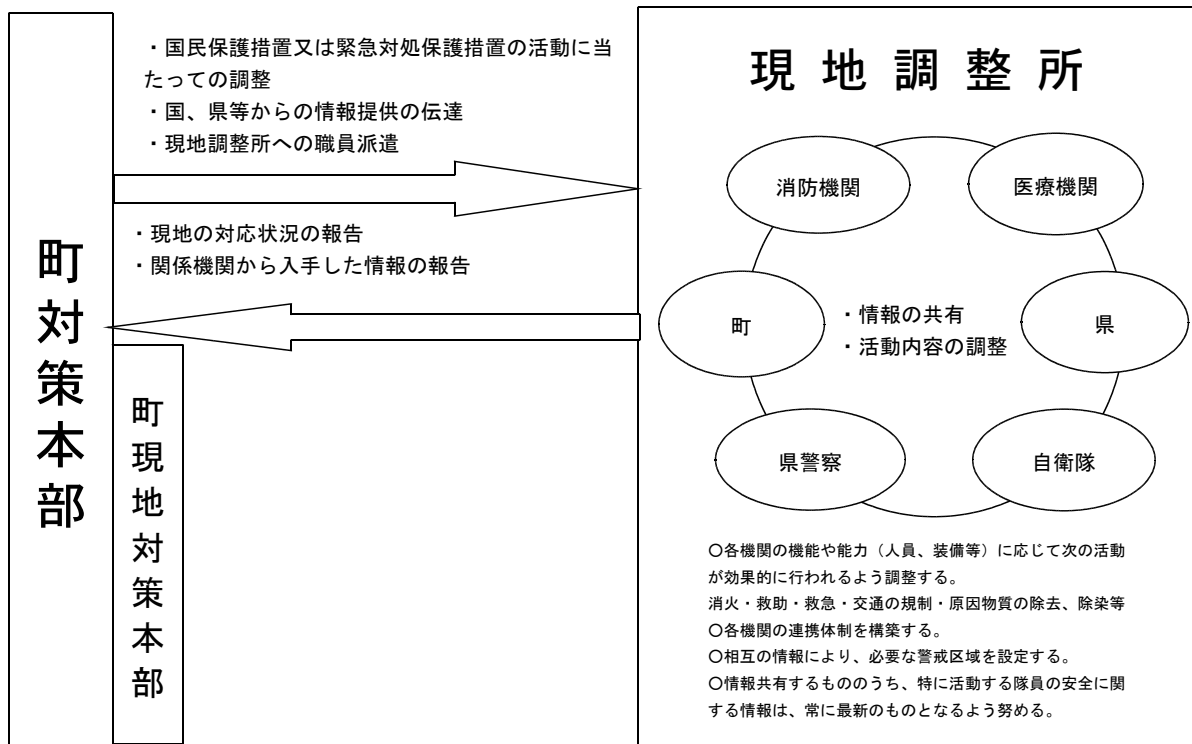 町対策本部
・国民保護措置又は緊急対処保護措置の活動に当
たっての調整
・国、県等からの情報提供の伝達
・現地調整所への職員派遣
・現地の対応状況の報告
・関係機関から入手した情報の報告
町現地対策本部
現地調整所
消防機関
医療機関
町
・情報の共有
・活動内容の調整
県
県警察
自衛隊
○各機関の機能や能力（人員、装備等）に応じて次の活動
が効果的に行われるよう調整する。
消火・救助・救急・交通の規制・原因物質の除去、除染等
○各機関の連携体制を構築する。
○相互の情報により、必要な警戒区域を設定する。
○情報共有するもののうち、特に活動する隊員の安全に関
する情報は、常に最新のものとなるよう努める。